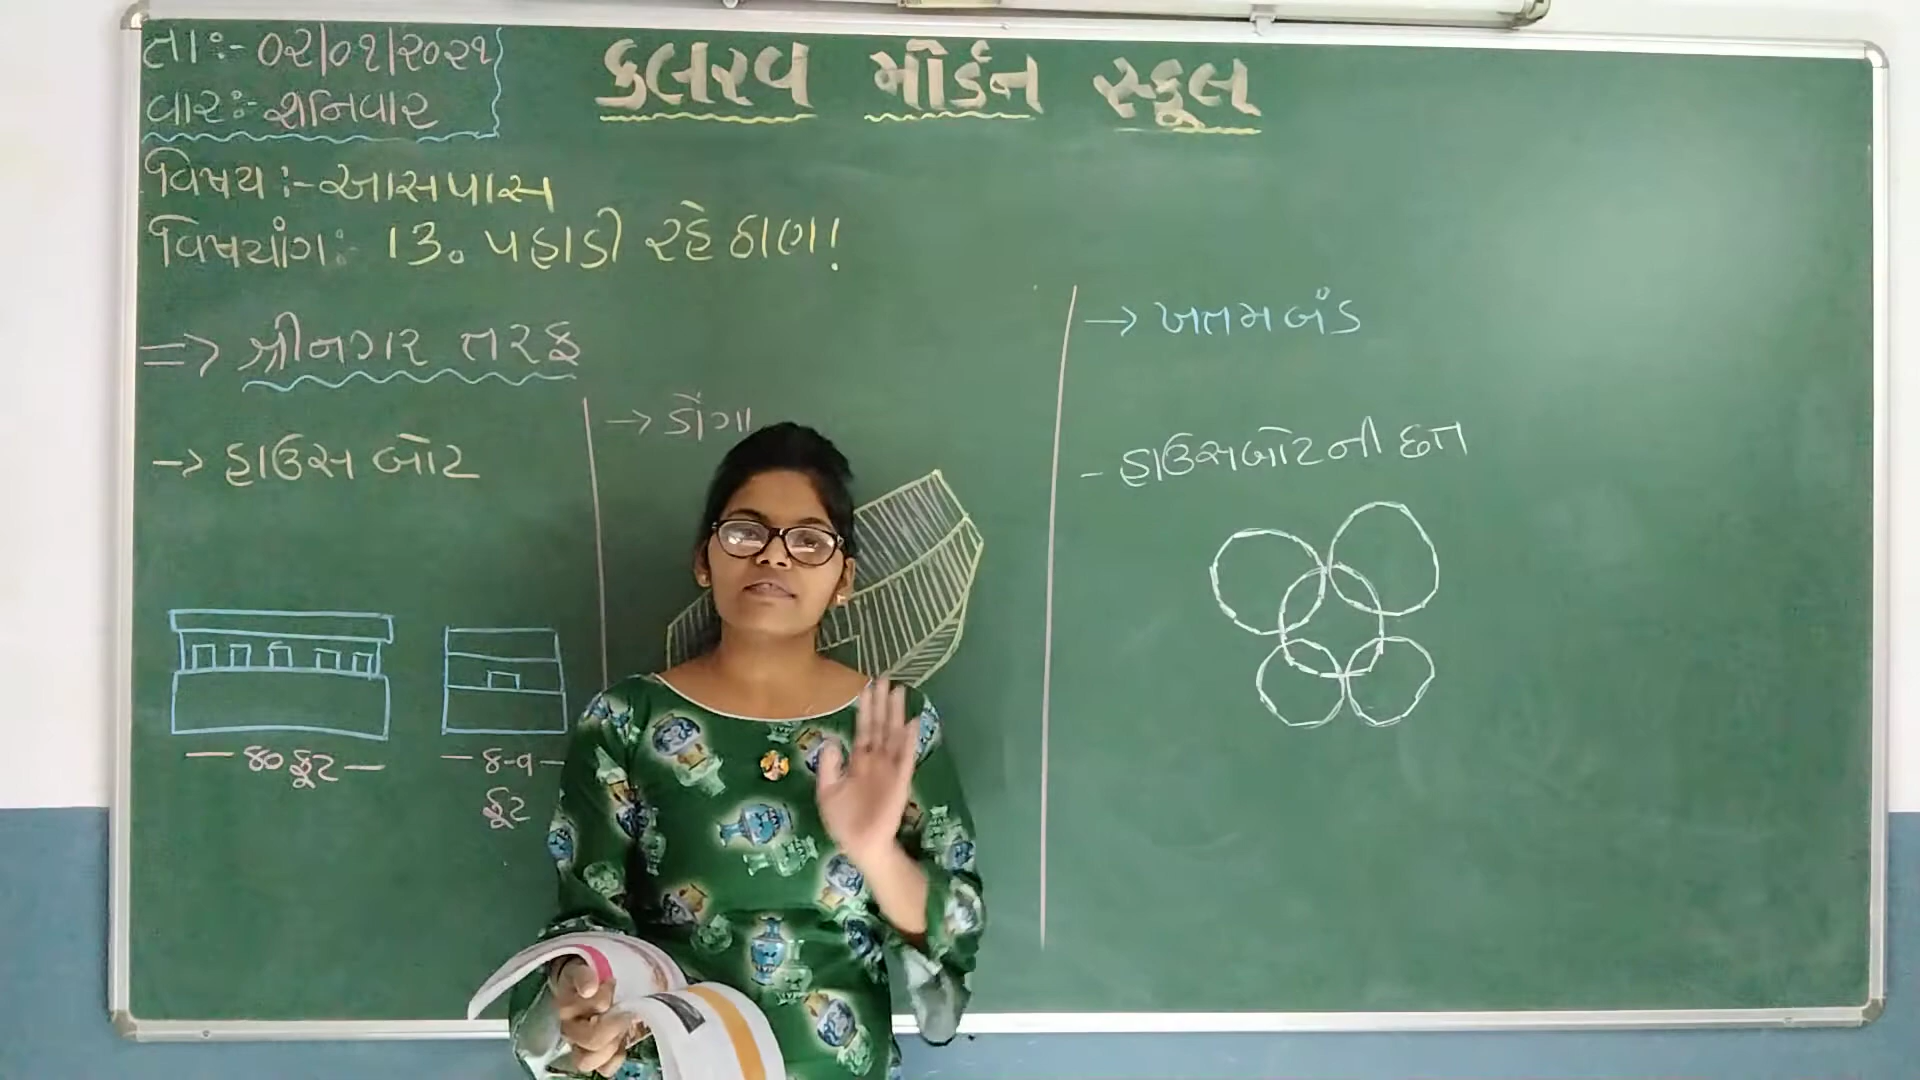 તા:- ૦૨/૦૧/૨૦૨૧
વાર:- શનિવાર
કલરવ મોર્ડન સ્કૂલ
વિષય :- આસપાસ
વિષયાંગ:- 13. પહાડી રહેઠાણ!
=> શ્રીનગર તરફ
-> હાઉસ બોટ
૮૦ ફૂટ
૮-૯
ફૂટ
-> ડોંગા
-> ખતમબંડ
- હાઉસબોટની છત